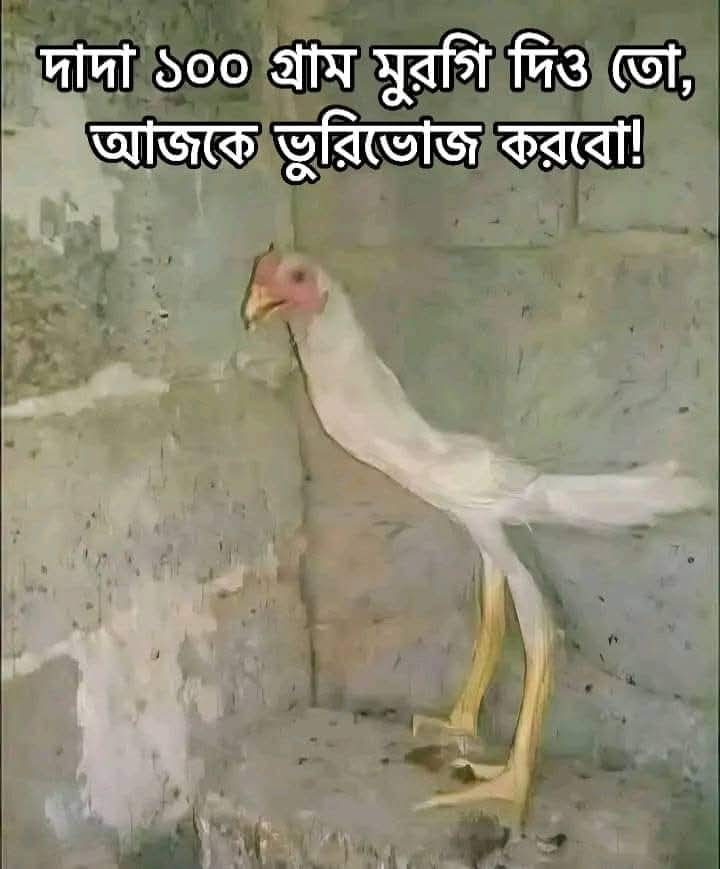 দাদা ১০০ গ্রাম মুরগি দিও তো,
আজকে ভুরিভোজ করবো!